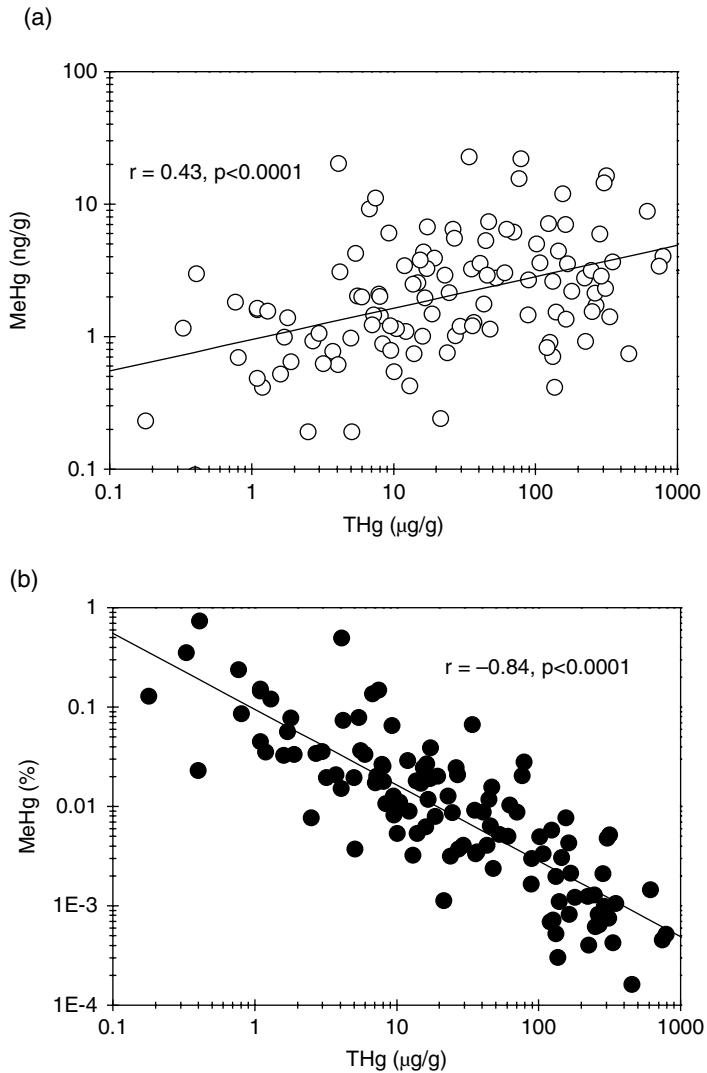 (a)
100
10
1
0.1
r = 0.43, p<0.0001
MeHg (ng/g)
0.1 1 10 100 1000
THg (μg/g)
(b)
1
0.1
0.01
1E-3
1E-4
r = –0.84, p<0.0001
MeHg (%)
0.1 1 10 100 1000
THg (μg/g)